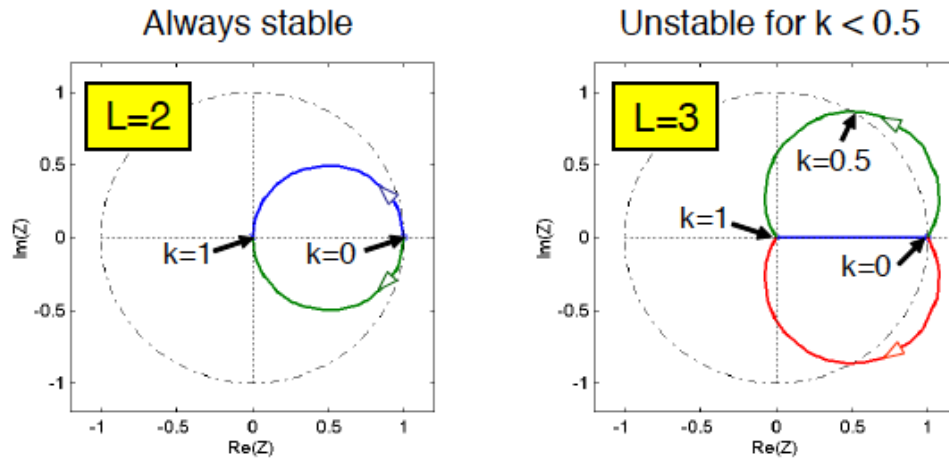 Always stable
Unstable for k < 0.5
L=2
1
0.5
0
-0.5
-1
Im(Z)
k=1
k=0
-1
-0.5
0
0.5
1
Re(Z)
L=3
1
0.5
0
-0.5
-1
Im(Z)
k=0.5
k=1
k=0
-1
-0.5
0
0.5
1
Re(Z)